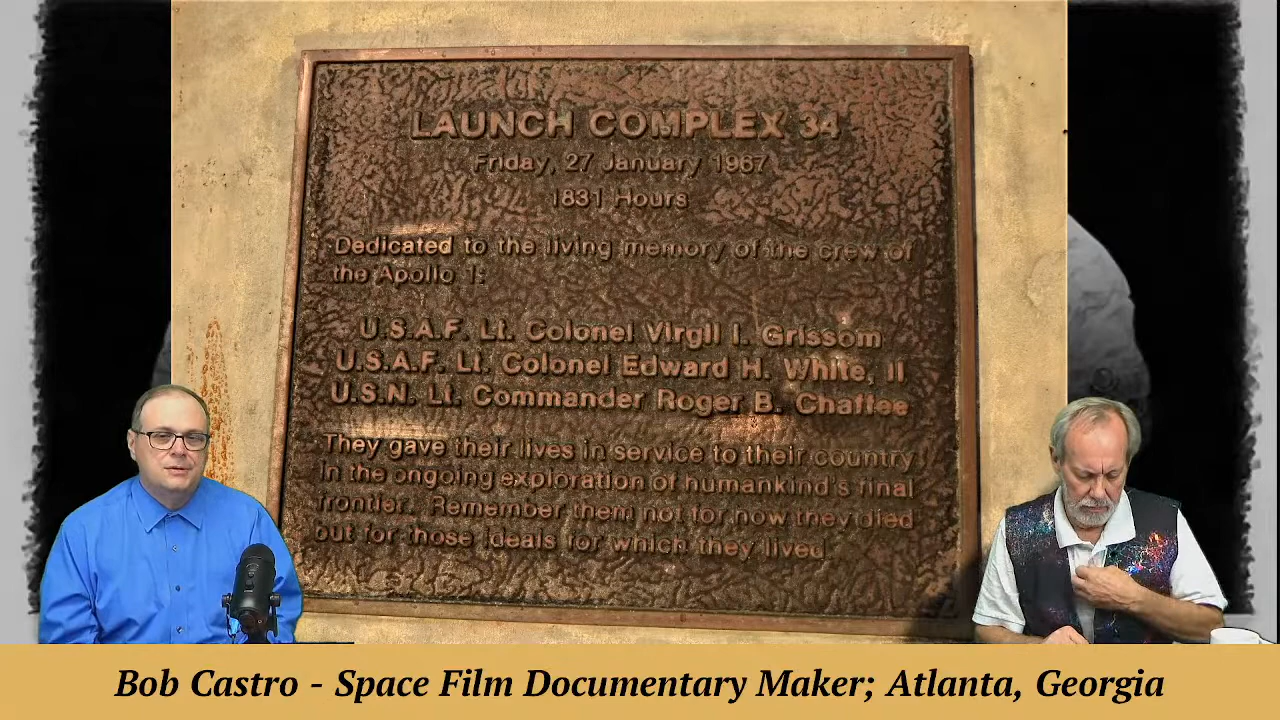 LAUNCH COMPLEX 34
Friday, 27 January 1967
1831 Hours
Dedicated to the living memory of the crew of
the Apollo 1:
U.S.A.F. Lt. Colonel Virgil I. Grissom
U.S.A.F. Lt. Colonel Edward H. White, II
U.S.N. Lt. Commander Roger B. Chaffee
They gave their lives in service to their country
in the ongoing exploration of humankind's final
frontier. Remember them not for how they died
but for those ideals for which they lived.
Bob Castro - Space Film Documentary Maker; Atlanta, Georgia